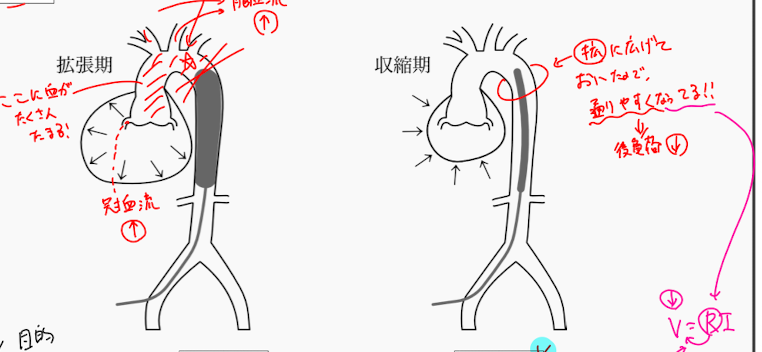 脳血流
↑
拡張期
ここに血が
たくさん
たまる!
冠血流
↑
収縮期
拡に広げて
おいたので、
通りやすくなってる!!
⇓
後負荷↓
↓
V=RI
目的